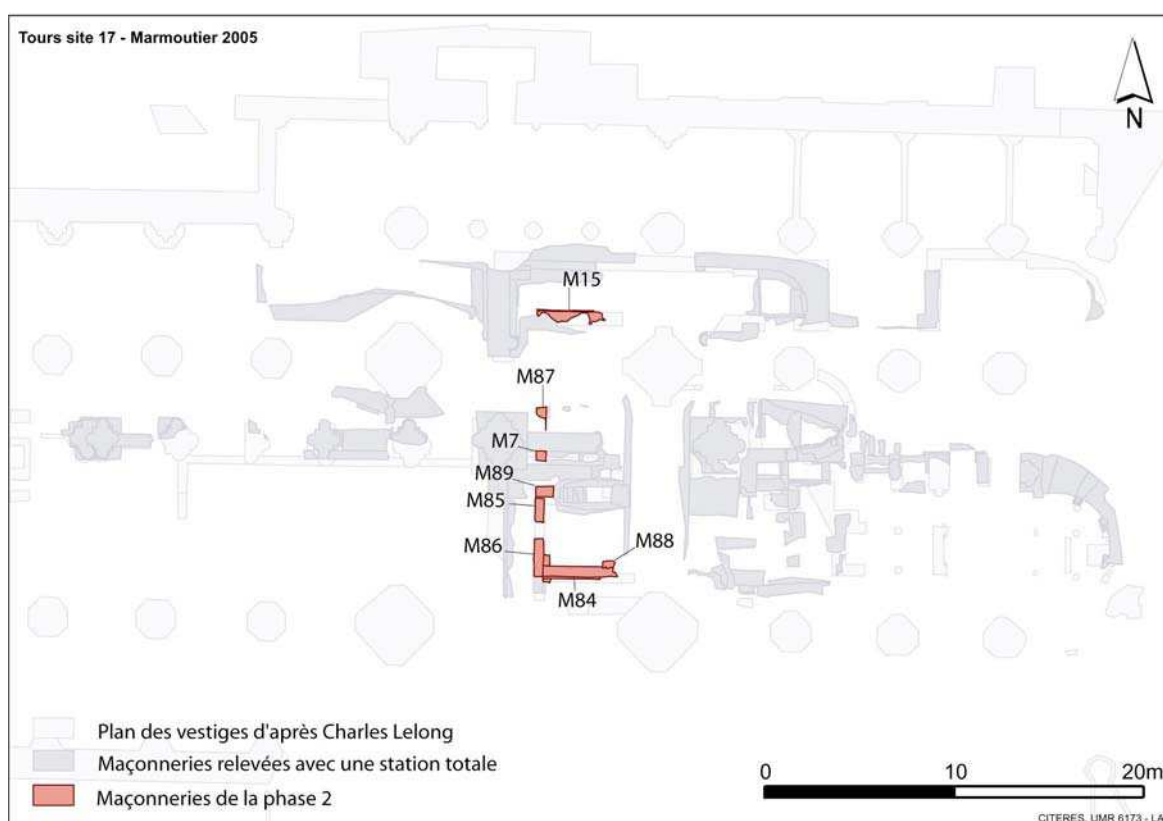 Tours site 17 - Marmoutier 2005
N
M15
M87
M7
M89
M85
M86
M88
M84
Plan des vestiges d'après Charles Lelong
Maçonneries relevées avec une station totale
Maçonneries de la phase 2
0 10 20m
CITERES, UMR 6173 - LA